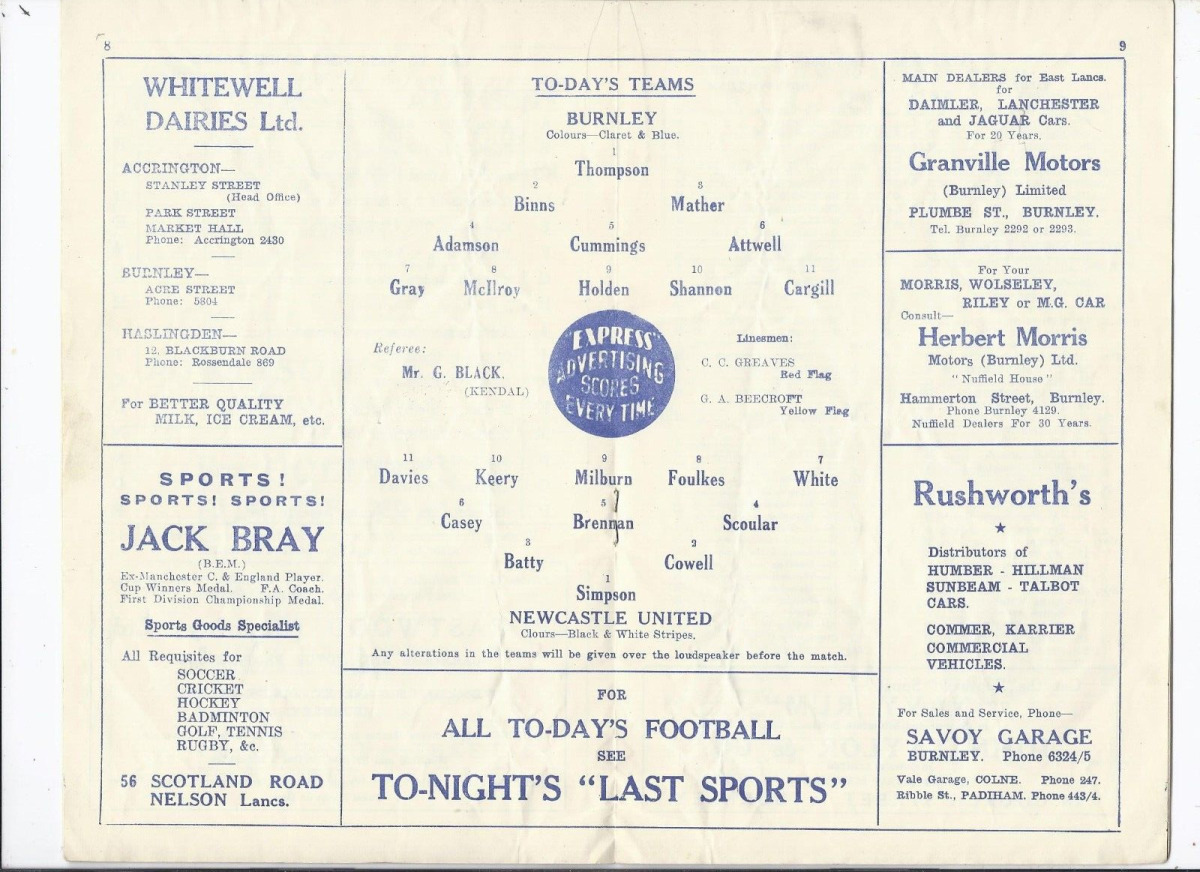 8
9
WHITEWELL
DAIRIES Ltd.
ACCRINGTON—
STANLEY STREET
(Head Office)
PARK STREET
MARKET HALL
Phone: Accrington 2430
BURNLEY—
ACRE STREET
Phone: 5804
HASLINGDEN—
12, BLACKBURN ROAD
Phone: Rossendale 869
For BETTER QUALITY
MILK, ICE CREAM, etc.
SPORTS!
SPORTS! SPORTS!
JACK BRAY
(B.E.M.)
Ex-Manchester C. & England Player.
Cup Winners Medal. F.A. Coach.
First Division Championship Medal.
Sports Goods Specialist
All Requisites for
SOCCER
CRICKET
HOCKEY
BADMINTON
GOLF, TENNIS
RUGBY, &c.
56 SCOTLAND ROAD
NELSON Lancs.
TO-DAY'S TEAMS
BURNLEY
Colours—Claret & Blue.
1
Thompson
2 3
Binns Mather
4 5 6
Adamson Cummings Attwell
7 8 9 10 11
Gray McIlroy Holden Shannon Cargill
Referee:
Mr. G. BLACK.
(KENDAL)
"EXPRESS"
ADVERTISING
SCORES
EVERY TIME
Linesmen:
C. C. GREAVES
Red Flag
G. A. BEECROFT
Yellow Flag
11 10 9 8 7
Davies Keery Milburn Foulkes White
6 5 4
Casey Brennan Scoular
3 2
Batty Cowell
1
Simpson
NEWCASTLE UNITED
Clours—Black & White Stripes.
Any alterations in the teams will be given over the loudspeaker before the match.
FOR
ALL TO-DAY'S FOOTBALL
SEE
TO-NIGHT'S "LAST SPORTS"
MAIN DEALERS for East Lancs.
for
DAIMLER, LANCHESTER
and JAGUAR Cars.
For 20 Years.
Granville Motors
(Burnley) Limited
PLUMBE ST., BURNLEY.
Tel. Burnley 2292 or 2293.
For Your
MORRIS, WOLSELEY,
RILEY or M.G. CAR
Consult—
Herbert Morris
Motors (Burnley) Ltd.
"Nuffield House"
Hammerton Street, Burnley.
Phone Burnley 4129.
Nuffield Dealers For 30 Years.
Rushworth's
Distributors of
HUMBER - HILLMAN
SUNBEAM - TALBOT
CARS.
COMMER, KARRIER
COMMERCIAL
VEHICLES.
For Sales and Service, Phone—
SAVOY GARAGE
BURNLEY. Phone 6324/5
Vale Garage, COLNE. Phone 247.
Ribble St., PADIHAM. Phone 443/4.